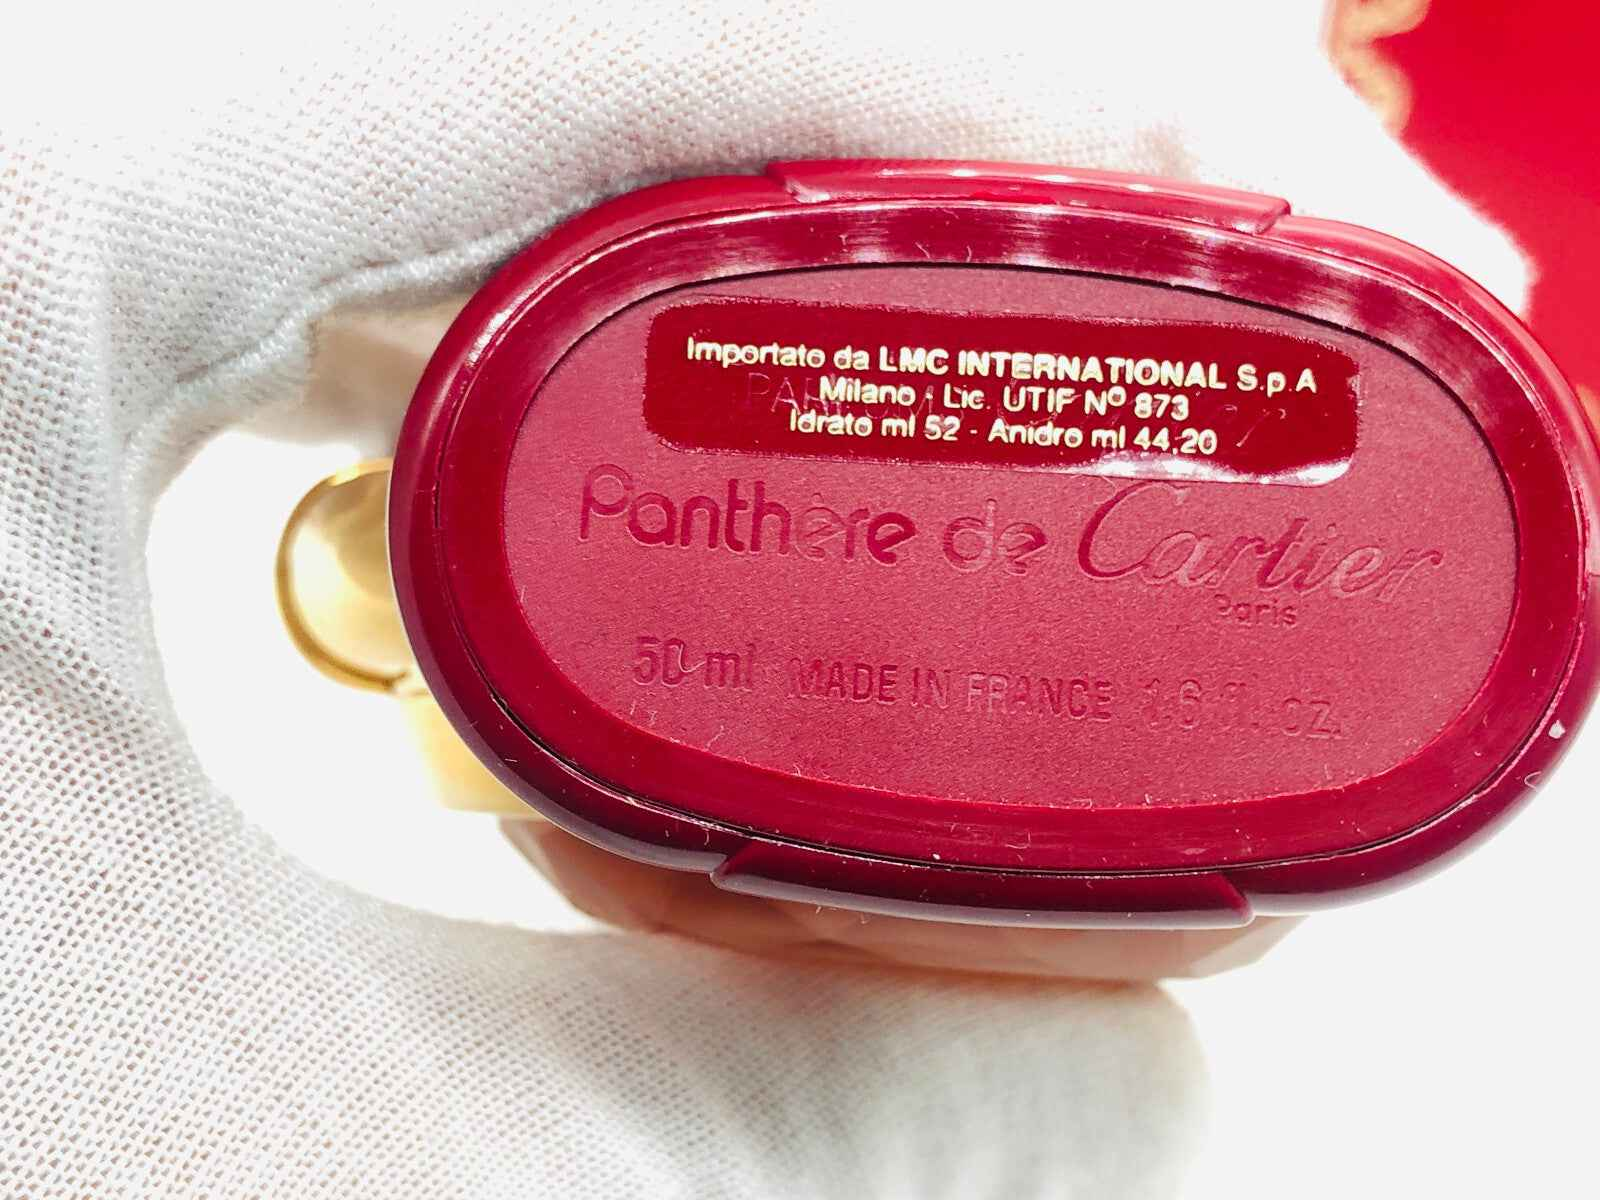 Importato da LMC INTERNATIONAL S.p.A
Milano - Lic. UTIF Nº 873
Idrato ml 52 - Anidro ml 44,20
Panthère de Cartier
Paris
50 ml MADE IN FRANCE 1.6 fl. oz.